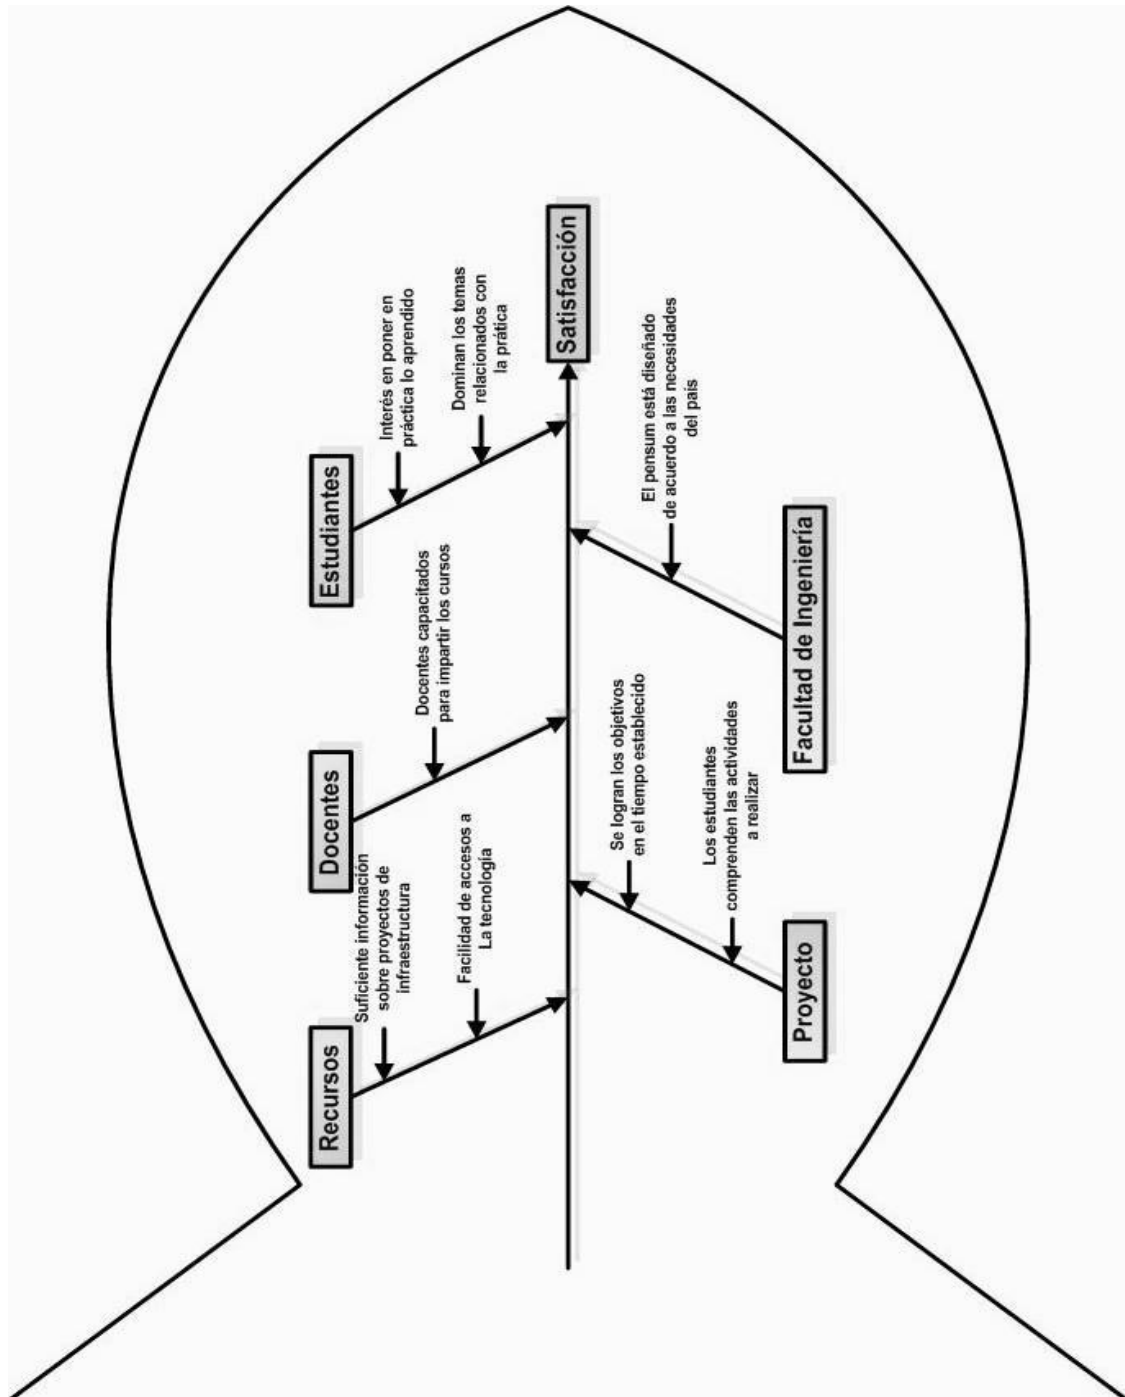 Recursos
Docentes
Estudiantes
Suficiente información
sobre proyectos de
infraestructura
Facilidad de accesos a
La tecnología
Docentes capacitados
para impartir los cursos
Interés en poner en
práctica lo aprendido
Dominan los temas
relacionados con
la prática
Satisfacción
Se logran los objetivos
en el tiempo establecido
Los estudiantes
comprenden las actividades
a realizar
El pensum está diseñado
de acuerdo a las necesidades
del país
Proyecto
Facultad de Ingeniería